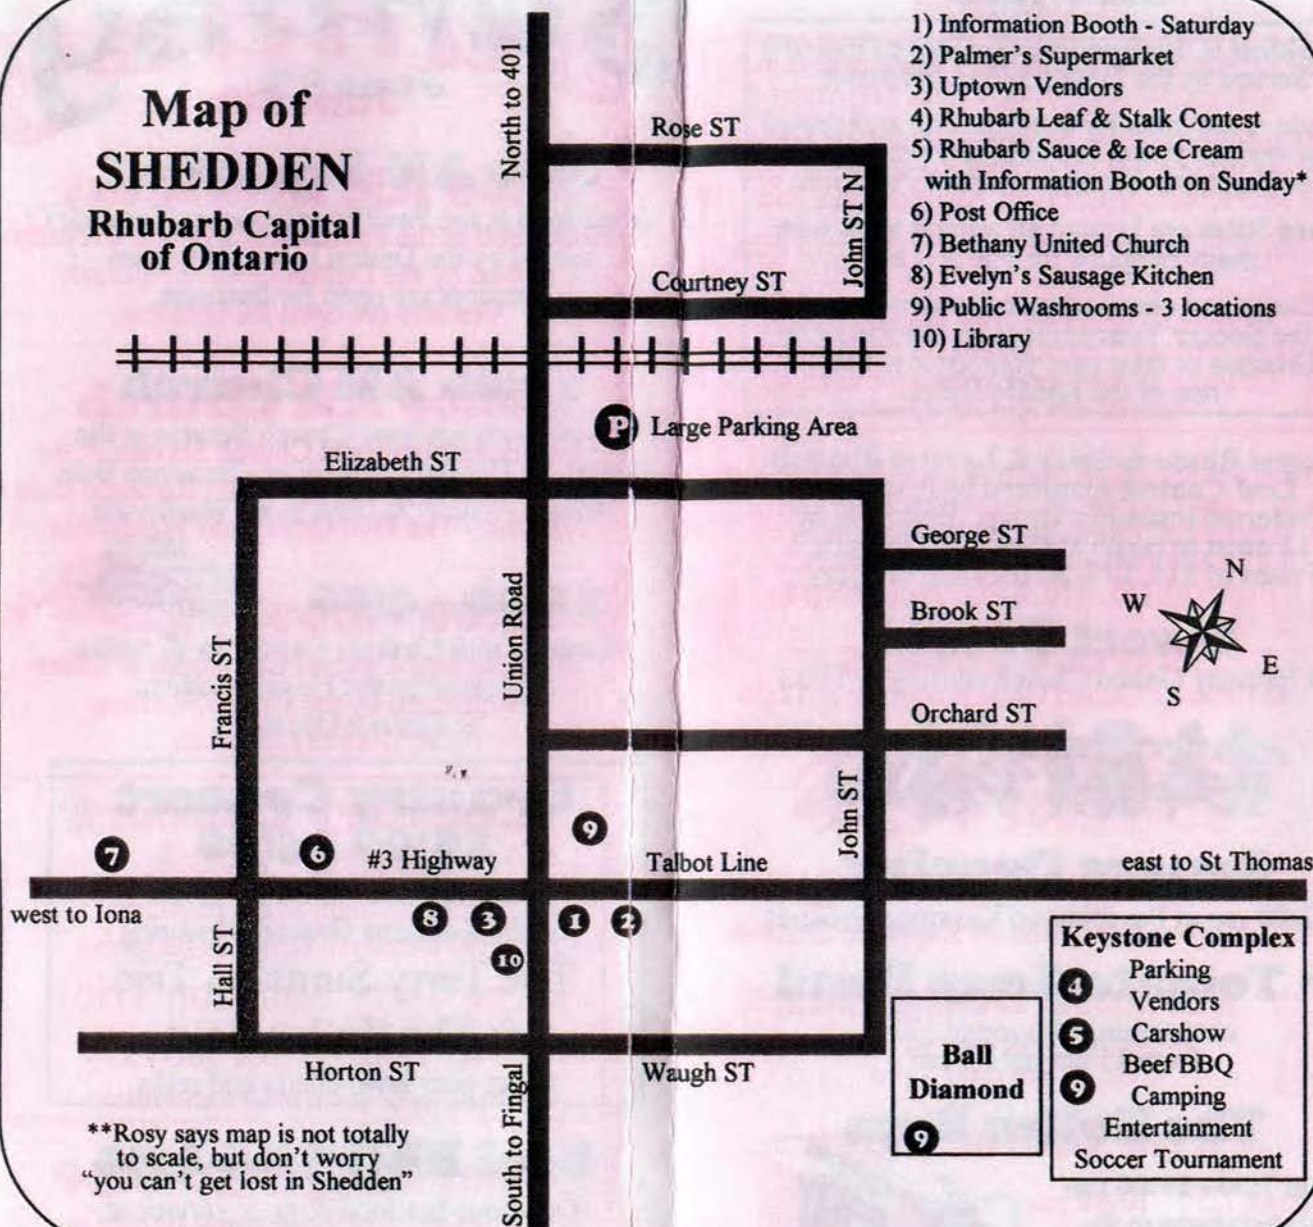 Map of
SHEDDEN
Rhubarb Capital
of Ontario
1) Information Booth - Saturday
2) Palmer's Supermarket
3) Uptown Vendors
4) Rhubarb Leaf & Stalk Contest
5) Rhubarb Sauce & Ice Cream
with Information Booth on Sunday*
6) Post Office
7) Bethany United Church
8) Evelyn's Sausage Kitchen
9) Public Washrooms - 3 locations
10) Library
North to 401
Rose ST
John ST N
Courtney ST
P Large Parking Area
Elizabeth ST
George ST
Brook ST
Orchard ST
N
W
E
S
Francis ST
Union Road
John ST
9
7
6
#3 Highway
Talbot Line
east to St Thomas
west to Iona
8
3
1
2
10
Hall ST
Horton ST
Waugh ST
South to Fingal
Ball
Diamond
9
Keystone Complex
4 Parking
Vendors
5 Carshow
Beef BBQ
9 Camping
Entertainment
Soccer Tournament
**Rosy says map is not totally
to scale, but don't worry
"you can't get lost in Shedden"